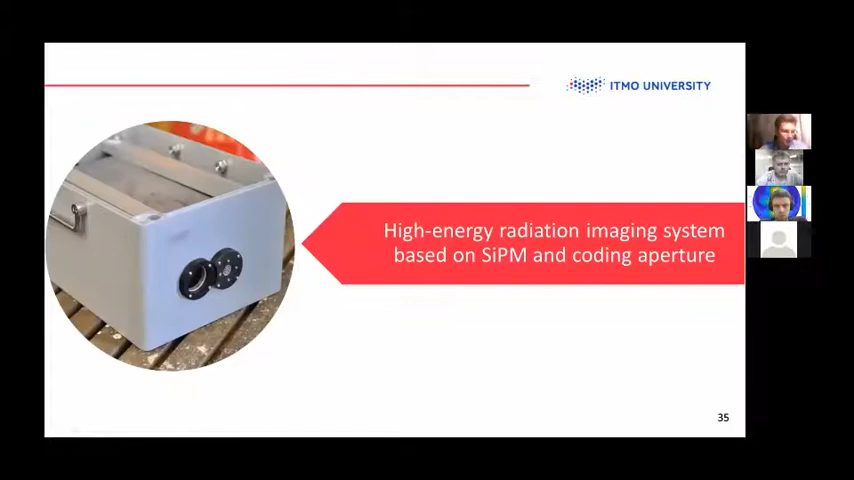 ITMO UNIVERSITY
High-energy radiation imaging system
based on SiPM and coding aperture
35